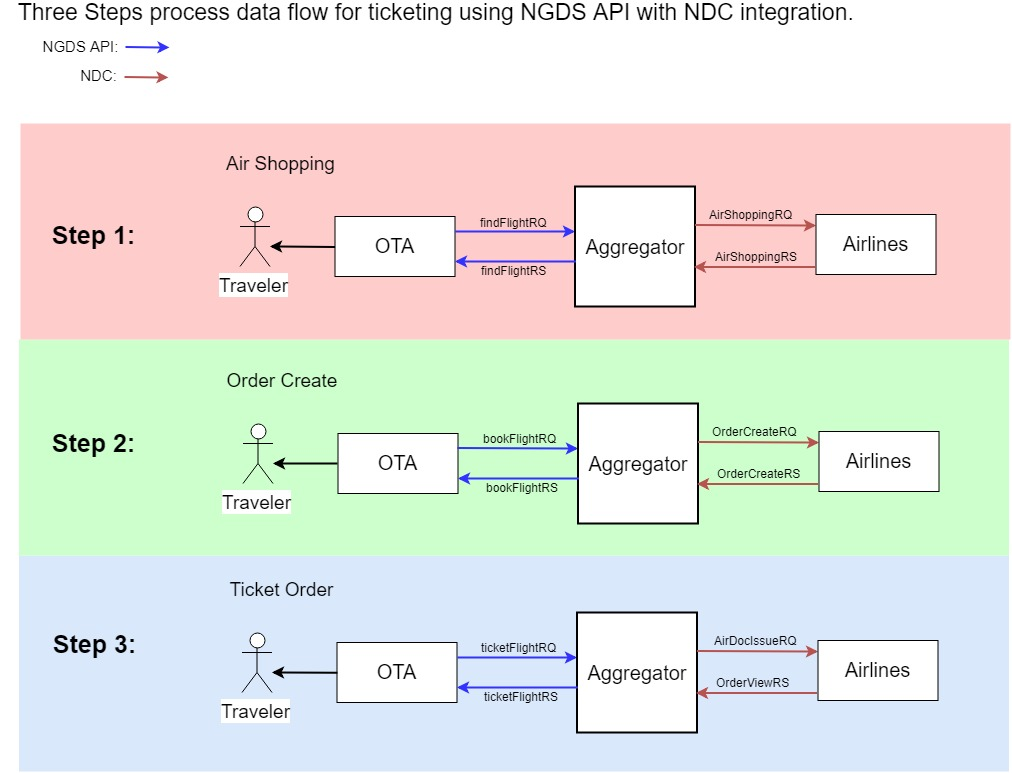 Three Steps process data flow for ticketing using NGDS API with NDC integration.
NGDS API:
NDC:
Air Shopping
Step 1:
Traveler
OTA
findFlightRQ
findFlightRS
Aggregator
AirShoppingRQ
AirShoppingRS
Airlines
Order Create
Step 2:
Traveler
OTA
bookFlightRQ
bookFlightRS
Aggregator
OrderCreateRQ
OrderCreateRS
Airlines
Ticket Order
Step 3:
Traveler
OTA
ticketFlightRQ
ticketFlightRS
Aggregator
AirDocIssueRQ
OrderViewRS
Airlines